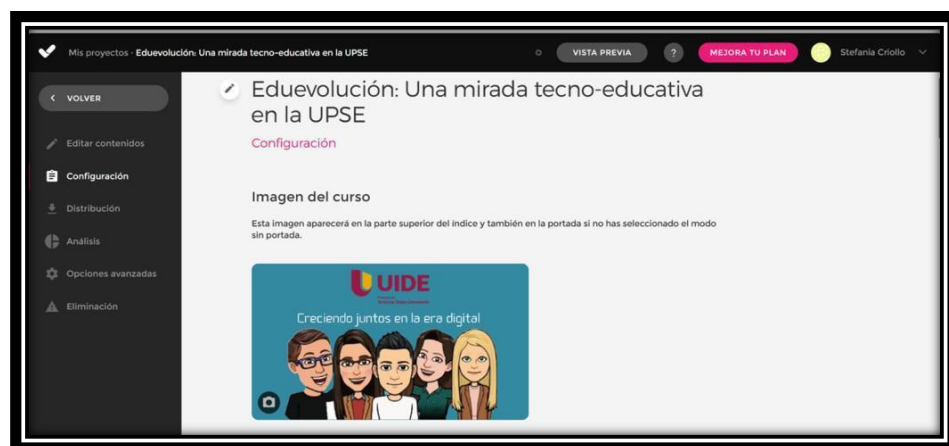 Mis proyectos - Eduevolución: Una mirada tecno-educativa en la UPSE
VISTA PREVIA
?
MEJORA TU PLAN
Stefania Criollo
VOLVER
Editar contenidos
Configuración
Distribución
Análisis
Opciones avanzadas
Eliminación
Eduevolución: Una mirada tecno-educativa
en la UPSE
Configuración
Imagen del curso
Esta imagen aparecerá en la parte superior del índice y también en la portada si no has seleccionado el modo
sin portada.
UIDE
Creciendo juntos en la era digital